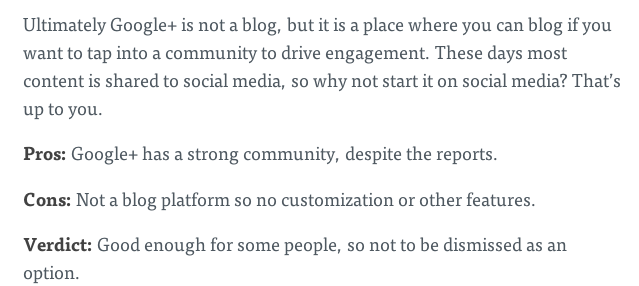 Ultimately Google+ is not a blog, but it is a place where you can blog if you
want to tap into a community to drive engagement. These days most
content is shared to social media, so why not start it on social media? That's
up to you.
Pros: Google+ has a strong community, despite the reports.
Cons: Not a blog platform so no customization or other features.
Verdict: Good enough for some people, so not to be dismissed as an
option.